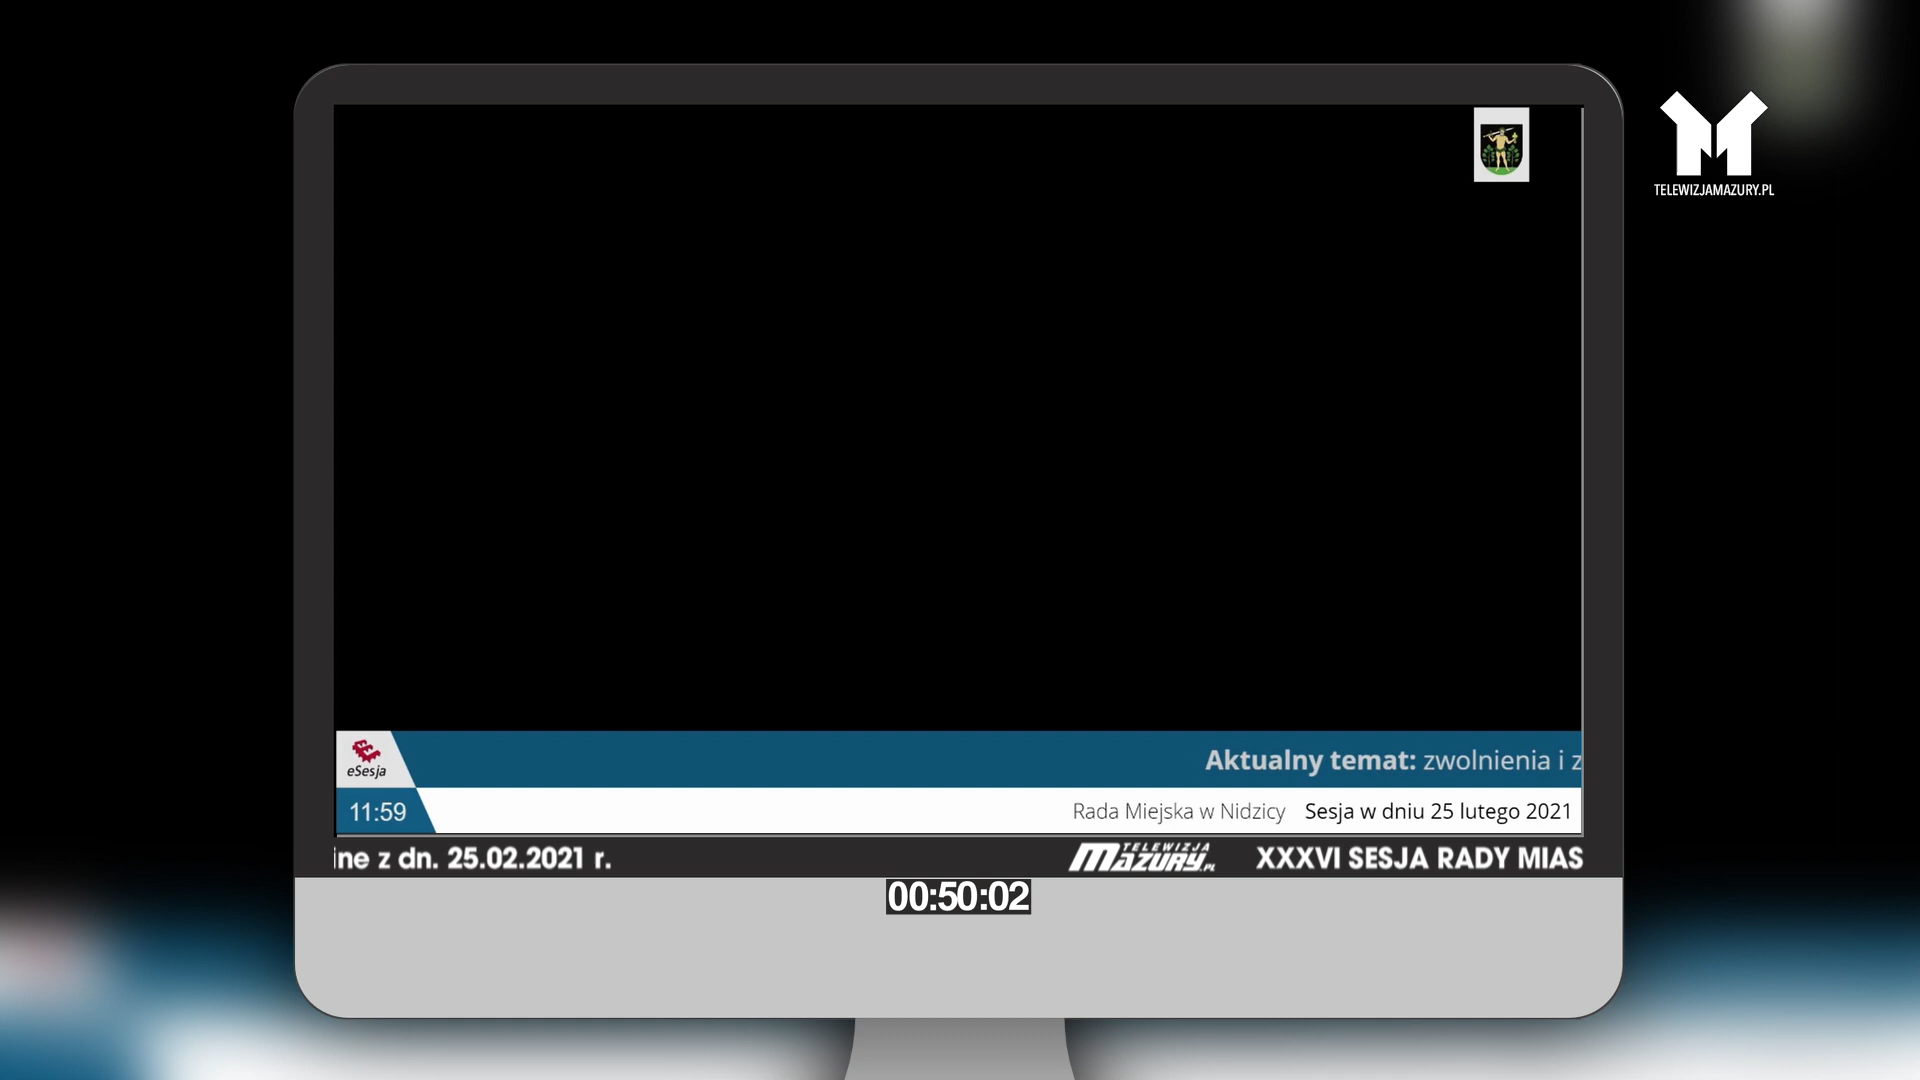 TELEWIZJAMAZURY.PL
eSesja
Aktualny temat: zwolnienia i z
11:59
Rada Miejska w Nidzicy Sesja w dniu 25 lutego 2021
ine z dn. 25.02.2021 r. TELEWIZJA MAZURY.PL XXXVI SESJA RADY MIAS
00:50:02